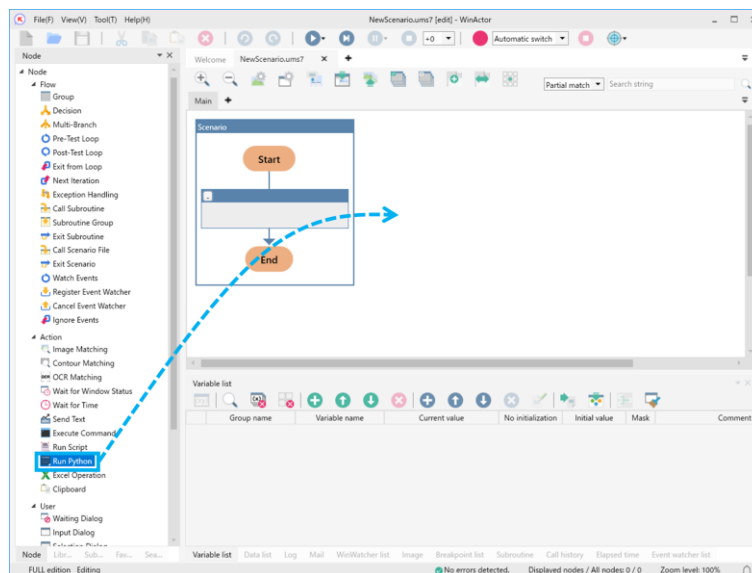 File(F) View(V) Tool(T) Help(H)
NewScenario.ums7 [edit] - WinActor
+0
Automatic switch
Node
Welcome NewScenario.ums7
Partial match
Search string
Main
Node
Flow
Group
Decision
Multi-Branch
Pre-Test Loop
Post-Test Loop
Exit from Loop
Next Iteration
Exception Handling
Call Subroutine
Subroutine Group
Exit Subroutine
Call Scenario File
Exit Scenario
Watch Events
Register Event Watcher
Cancel Event Watcher
Ignore Events
Action
Image Matching
Contour Matching
OCR Matching
Wait for Window Status
Wait for Time
Send Text
Execute Command
Run Script
Run Python
Excel Operation
Clipboard
User
Waiting Dialog
Input Dialog
Selection Dialog
Node Libr... Sub... Fav... Sea...
FULL edition Editing
Scenario
Start
End
Variable list
Group name Variable name Current value No initialization Initial value Mask Comment
Variable list Data list Log Mail WinWatcher list Image Breakpoint list Subroutine Call history Elapsed time Event watcher list
No errors detected. Displayed nodes / All nodes: 0 / 0 Zoom level: 100%